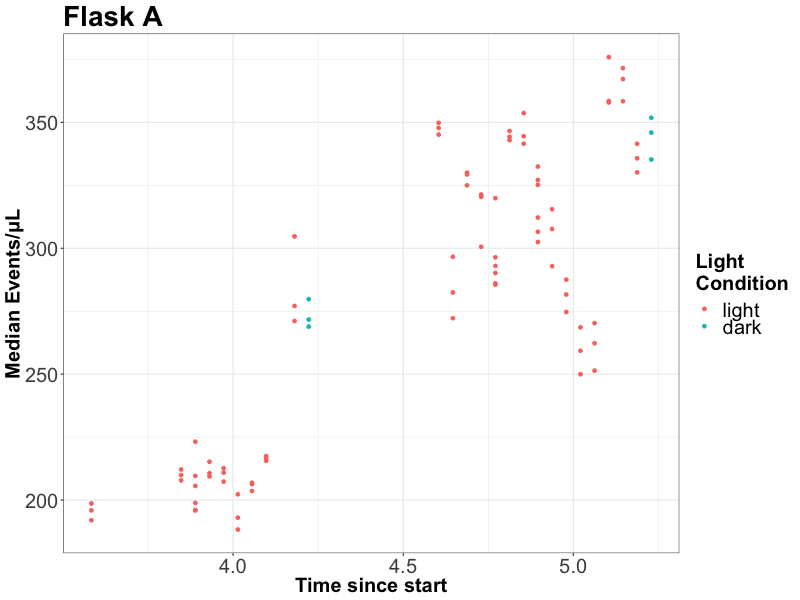 Flask A
Median Events/µL
350
300
250
200
4.0
4.5
5.0
Time since start
Light
Condition
light
dark